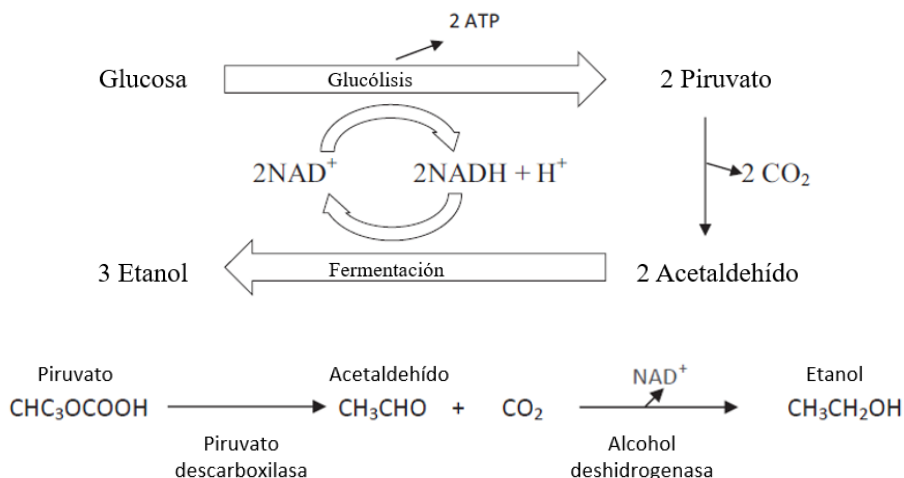 2 ATP
Glucosa Glucólisis 2 Piruvato
2NAD⁺ 2NADH + H⁺ 2 CO₂
3 Etanol Fermentación 2 Acetaldehído
Piruvato Acetaldehído NAD⁺ Etanol
CHC₃OCOOH CH₃CHO + CO₂ CH₃CH₂OH
Piruvato Alcohol
descarboxilasa deshidrogenasa